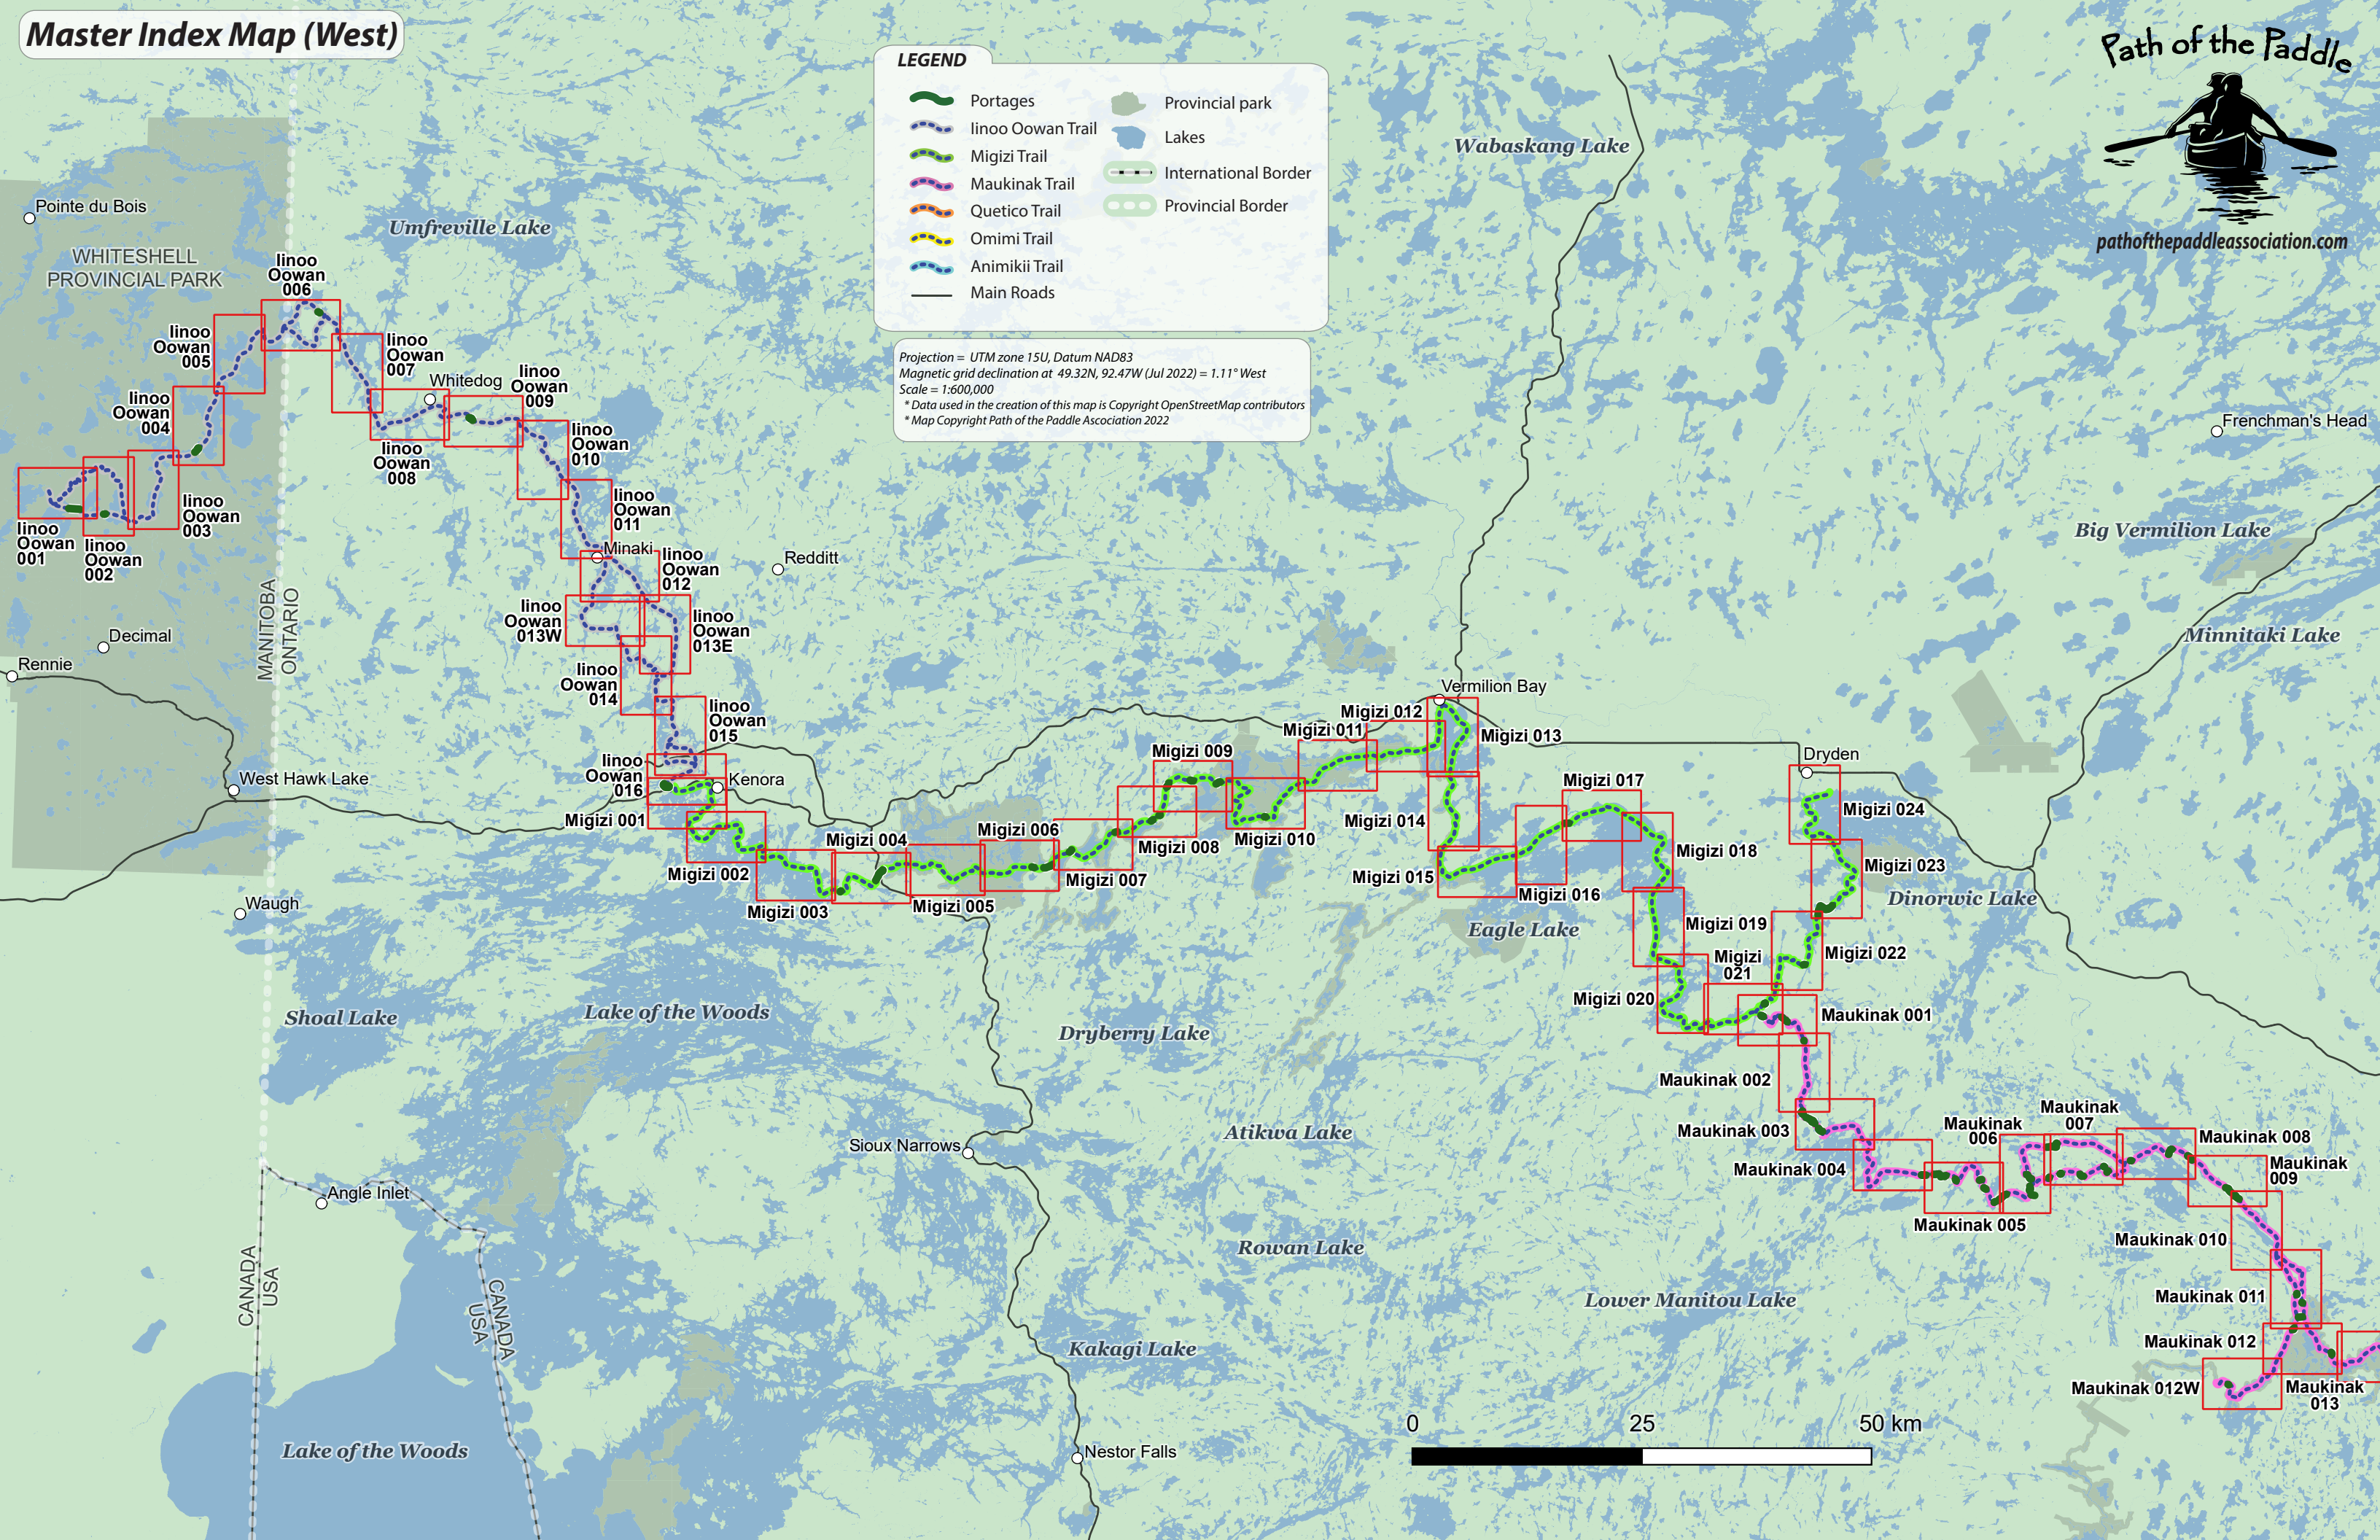 Master Index Map (West)
LEGEND
Portages
Iinoo Oowan Trail
Migizi Trail
Maukinak Trail
Quetico Trail
Omimi Trail
Animikii Trail
Main Roads
Provincial park
Lakes
International Border
Provincial Border
Projection = UTM zone 15U, Datum NAD83
Magnetic grid declination at 49.32N, 92.47W (Jul 2022) = 1.11° West
Scale = 1:600,000
* Data used in the creation of this map is Copyright OpenStreetMap contributors
* Map Copyright Path of the Paddle Ascociation 2022
Path of the Paddle
pathofthepaddleassociation.com
Wabaskang Lake
Pointe du Bois
WHITESHELL
PROVINCIAL PARK
Umfreville Lake
Iinoo
Oowan
006
Iinoo
Oowan
005
Iinoo
Oowan
007
Whitedog
Iinoo
Oowan
009
Iinoo
Oowan
004
Iinoo
Oowan
008
Iinoo
Oowan
010
Frenchman's Head
Iinoo
Oowan
001
Iinoo
Oowan
002
Iinoo
Oowan
003
Iinoo
Oowan
011
Big Vermilion Lake
Minaki
Iinoo
Oowan
012
Redditt
MANITOBA
ONTARIO
Iinoo
Oowan
013W
Iinoo
Oowan
013E
Decimal
Minnitaki Lake
Rennie
Iinoo
Oowan
014
Iinoo
Oowan
015
Vermilion Bay
Migizi 012
Migizi 011
Migizi 013
Migizi 009
Dryden
Iinoo
Oowan
016
West Hawk Lake
Kenora
Migizi 017
Migizi 024
Migizi 001
Migizi 014
Migizi 004
Migizi 006
Migizi 010
Migizi 008
Migizi 018
Migizi 023
Migizi 002
Migizi 007
Migizi 015
Migizi 016
Dinorwic Lake
Waugh
Migizi 003
Migizi 005
Eagle Lake
Migizi 019
Migizi 022
Migizi
021
Migizi 020
Shoal Lake
Lake of the Woods
Dryberry Lake
Maukinak 001
Maukinak 002
Maukinak 003
Atikwa Lake
Sioux Narrows
Maukinak
006
Maukinak
007
Maukinak 008
Maukinak 004
Maukinak
009
Angle Inlet
Maukinak 005
Maukinak 010
Rowan Lake
CANADA
USA
CANADA
USA
Lower Manitou Lake
Maukinak 011
Kakagi Lake
Maukinak 012
Maukinak 012W
Maukinak
013
Lake of the Woods
Nestor Falls
0 25 50 km